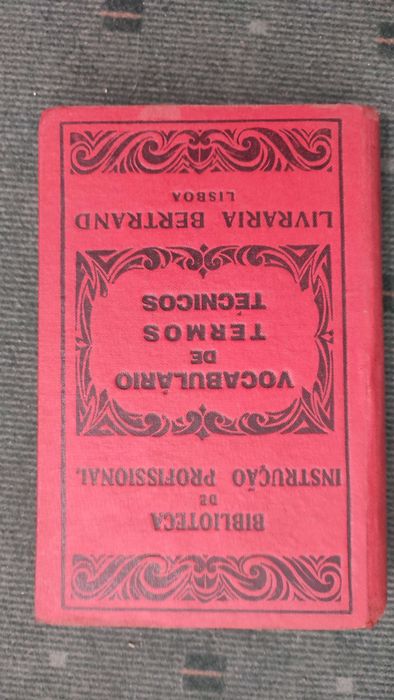 BIBLIOTECA
DE
INSTRUÇÃO PROFISSIONAL
VOCABULÁRIO
DE
TERMOS
TÉCNICOS
LIVRARIA BERTRAND
LISBOA